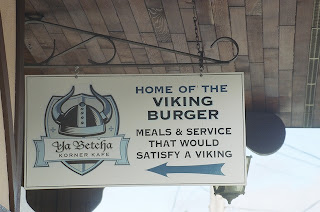 Ya Betcha
KORNER KAFE
HOME OF THE
VIKING
BURGER
MEALS & SERVICE
THAT WOULD
SATISFY A VIKING